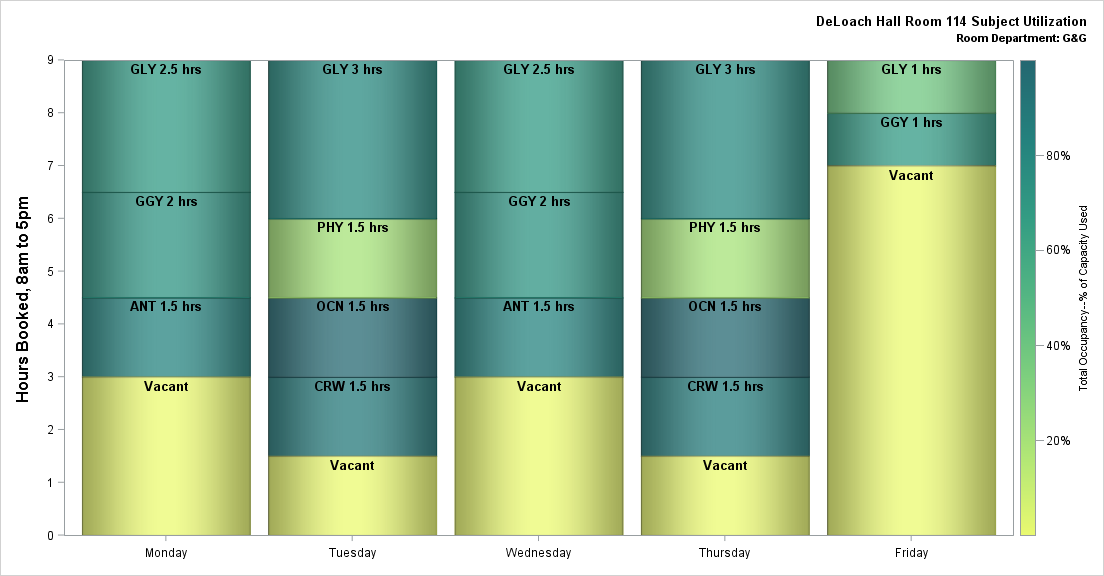 DeLoach Hall Room 114 Subject Utilization
Room Department: G&G
Hours Booked, 8am to 5pm
9
8
7
6
5
4
3
2
1
0
GLY 2.5 hrs
GGY 2 hrs
ANT 1.5 hrs
Vacant
GLY 3 hrs
PHY 1.5 hrs
OCN 1.5 hrs
CRW 1.5 hrs
Vacant
GLY 2.5 hrs
GGY 2 hrs
ANT 1.5 hrs
Vacant
GLY 3 hrs
PHY 1.5 hrs
OCN 1.5 hrs
CRW 1.5 hrs
Vacant
GLY 1 hrs
GGY 1 hrs
Vacant
Monday
Tuesday
Wednesday
Thursday
Friday
80%
60%
40%
20%
Total Occupancy--% of Capacity Used